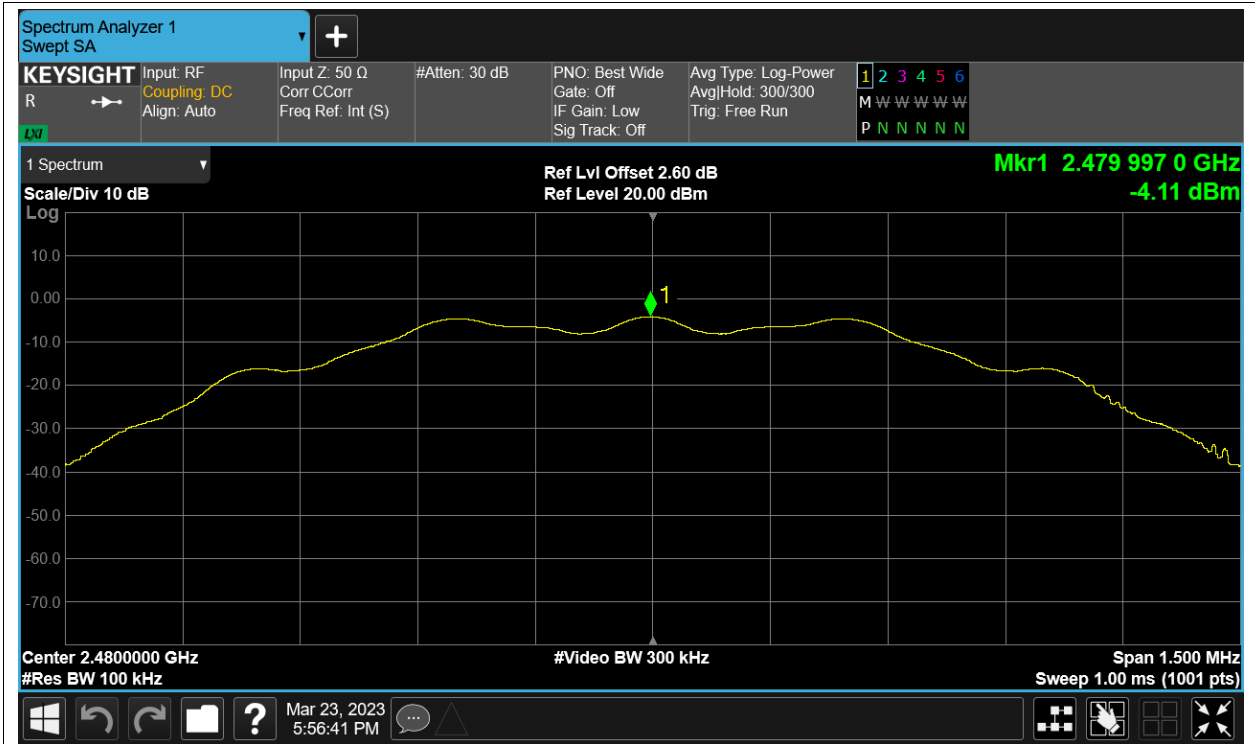 Spectrum Analyzer 1
Swept SA
KEYSIGHT
R
LXI
Input: RF
Coupling: DC
Align: Auto
Input Z: 50 Ω
Corr CCorr
Freq Ref: Int (S)
#Atten: 30 dB
PNO: Best Wide
Gate: Off
IF Gain: Low
Sig Track: Off
Avg Type: Log-Power
Avg|Hold: 300/300
Trig: Free Run
1 2 3 4 5 6
M W W W W W
P N N N N N
1 Spectrum
Scale/Div 10 dB
Log
Ref Lvl Offset 2.60 dB
Ref Level 20.00 dBm
Mkr1 2.479 997 0 GHz
-4.11 dBm
10.0
0.00
-10.0
-20.0
-30.0
-40.0
-50.0
-60.0
-70.0
1
Center 2.4800000 GHz
#Res BW 100 kHz
#Video BW 300 kHz
Span 1.500 MHz
Sweep 1.00 ms (1001 pts)
?
Mar 23, 2023
5:56:41 PM